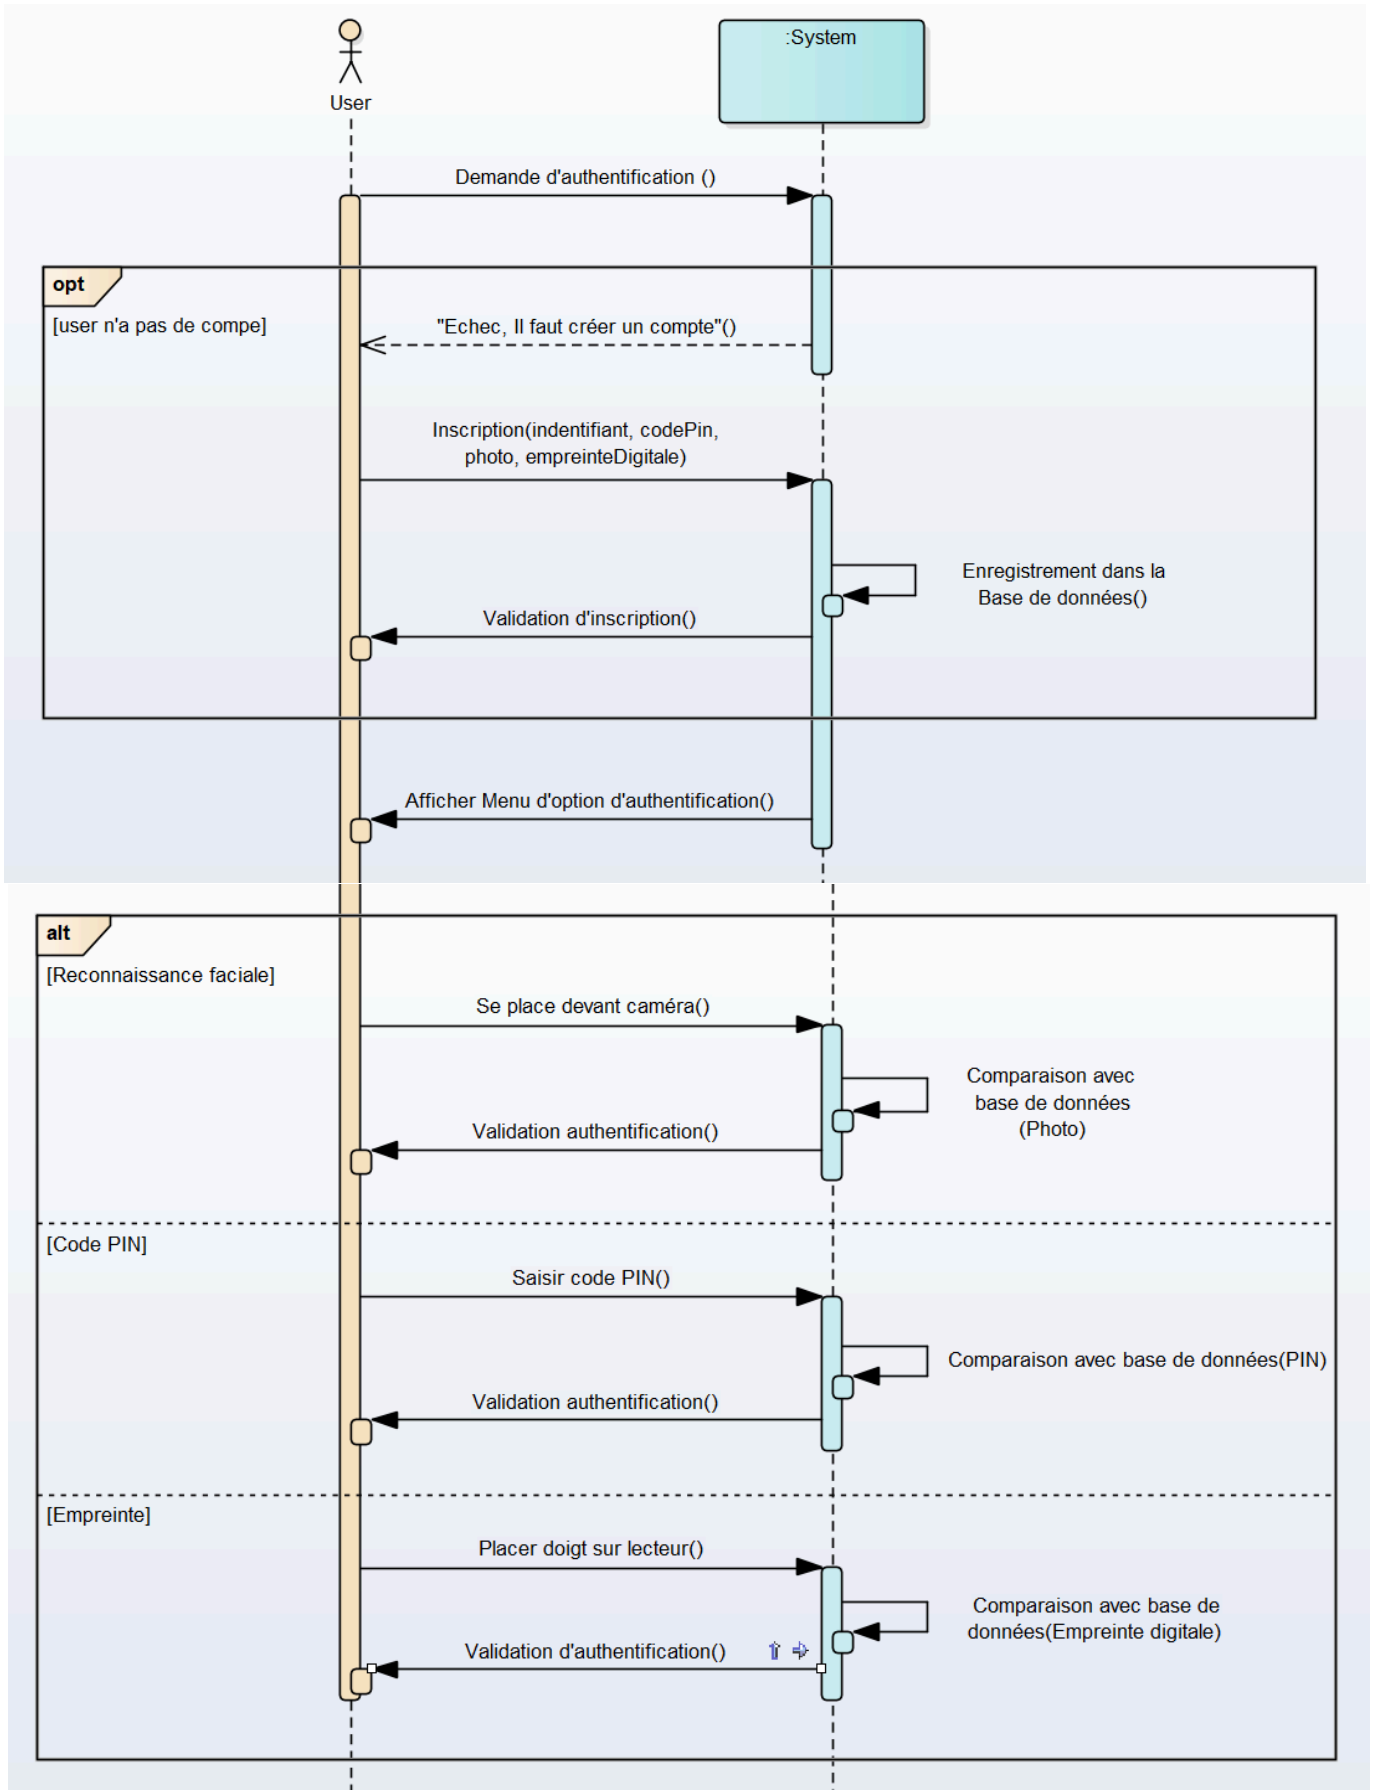 :System
User
Demande d'authentification ()
opt
[user n'a pas de compe]
"Echec, Il faut créer un compte"()
Inscription(indentifiant, codePin,
photo, empreinteDigitale)
Enregistrement dans la
Base de données()
Validation d'inscription()
Afficher Menu d'option d'authentification()
alt
[Reconnaissance faciale]
Se place devant caméra()
Comparaison avec
base de données
(Photo)
Validation authentification()
[Code PIN]
Saisir code PIN()
Comparaison avec base de données(PIN)
Validation authentification()
[Empreinte]
Placer doigt sur lecteur()
Comparaison avec base de
données(Empreinte digitale)
Validation d'authentification()